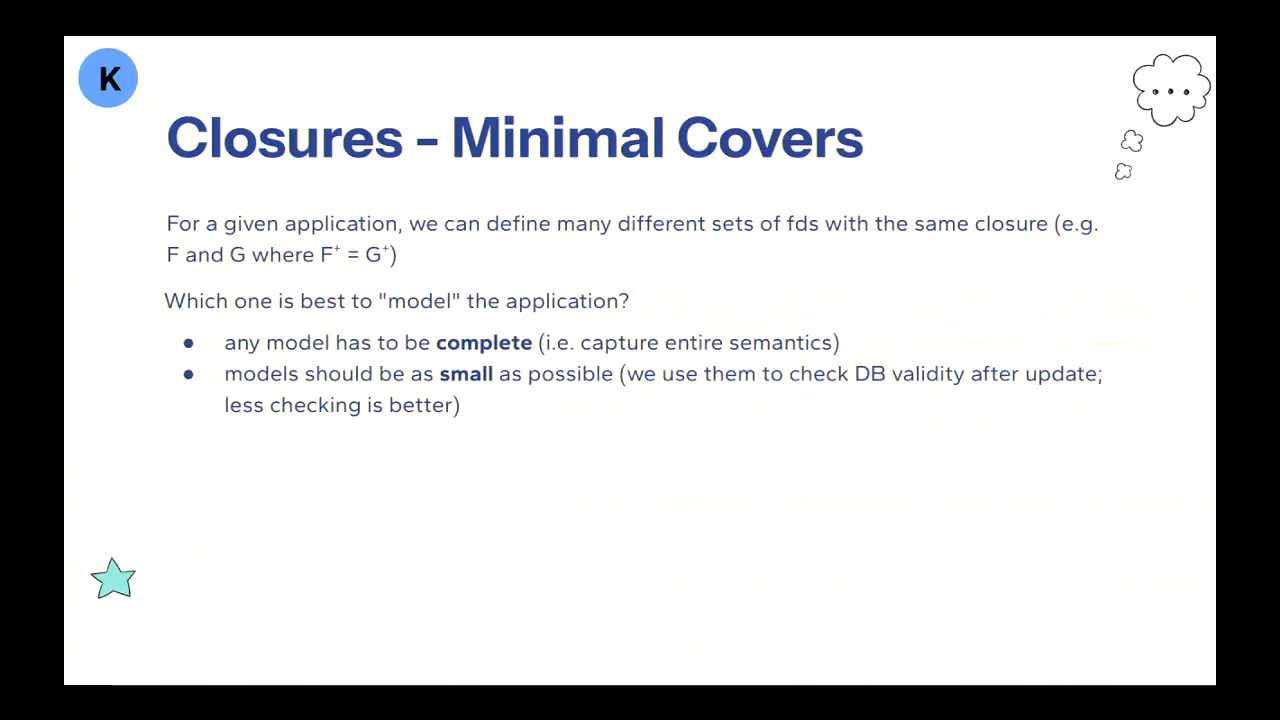 K
Closures - Minimal Covers
For a given application, we can define many different sets of fds with the same closure (e.g.
F and G where F⁺ = G⁺)
Which one is best to "model" the application?
● any model has to be complete (i.e. capture entire semantics)
● models should be as small as possible (we use them to check DB validity after update;
less checking is better)